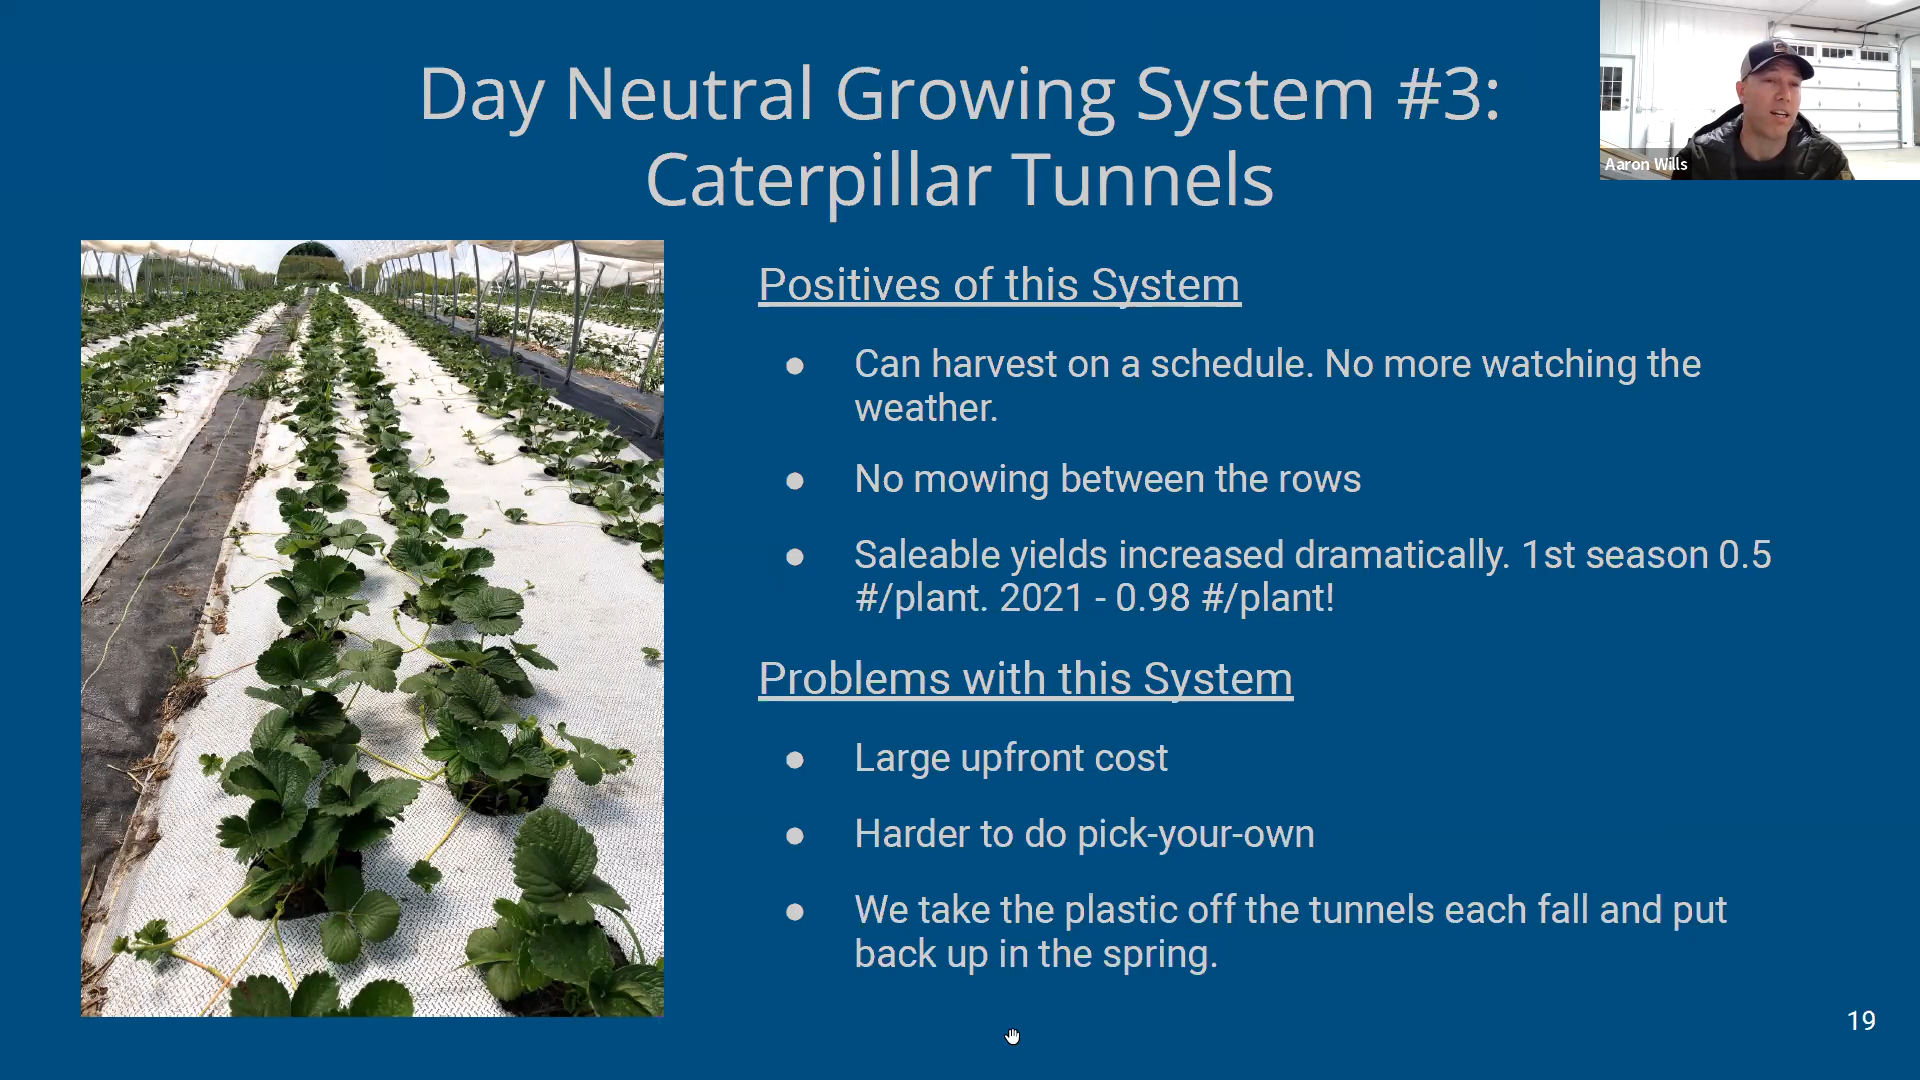 Day Neutral Growing System #3:
Caterpillar Tunnels
Aaron Wills
Positives of this System
● Can harvest on a schedule. No more watching the
weather.
● No mowing between the rows
● Saleable yields increased dramatically. 1st season 0.5
#/plant. 2021 - 0.98 #/plant!
Problems with this System
● Large upfront cost
● Harder to do pick-your-own
● We take the plastic off the tunnels each fall and put
back up in the spring.
19